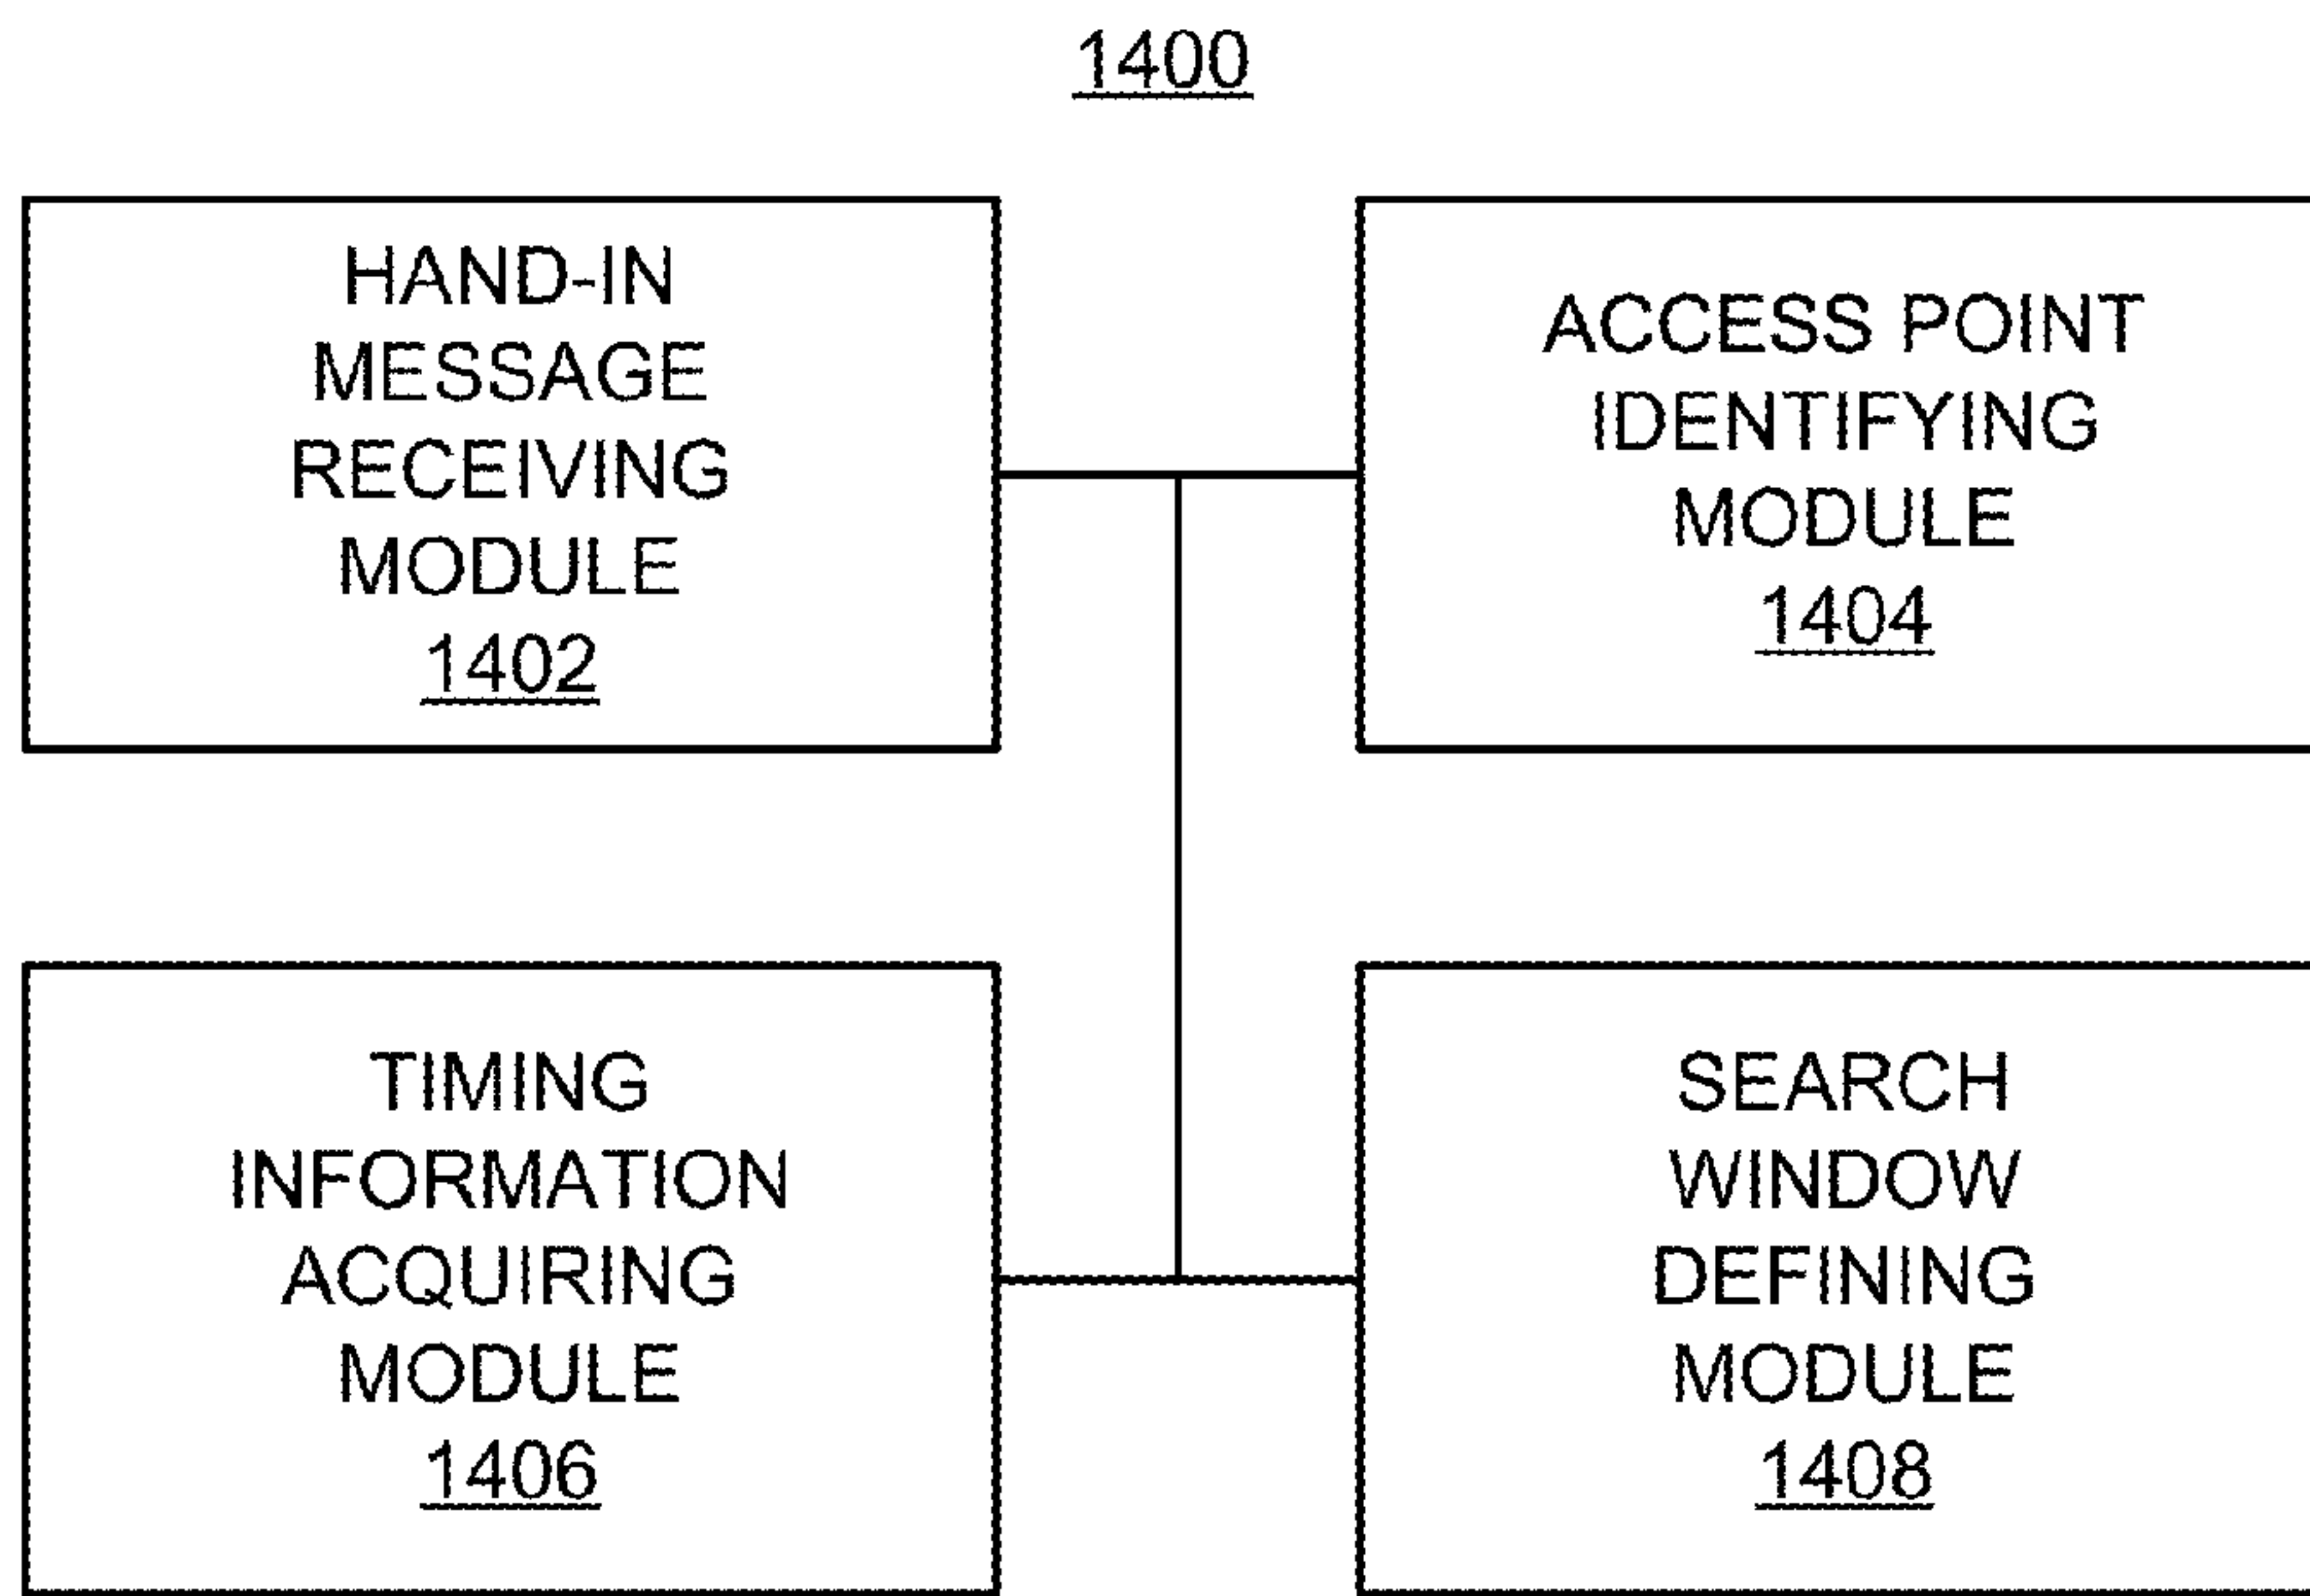 1400
HAND-IN
MESSAGE
RECEIVING
MODULE
1402
ACCESS POINT
IDENTIFYING
MODULE
1404
TIMING
INFORMATION
ACQUIRING
MODULE
1406
SEARCH
WINDOW
DEFINING
MODULE
1408